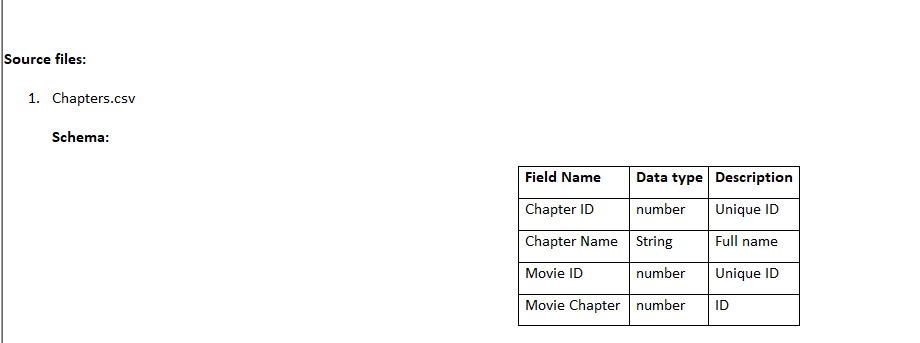 Source files:
1. Chapters.csv
Schema:
Field Name Data type Description
Chapter ID number Unique ID
Chapter Name String Full name
Movie ID number Unique ID
Movie Chapter number ID